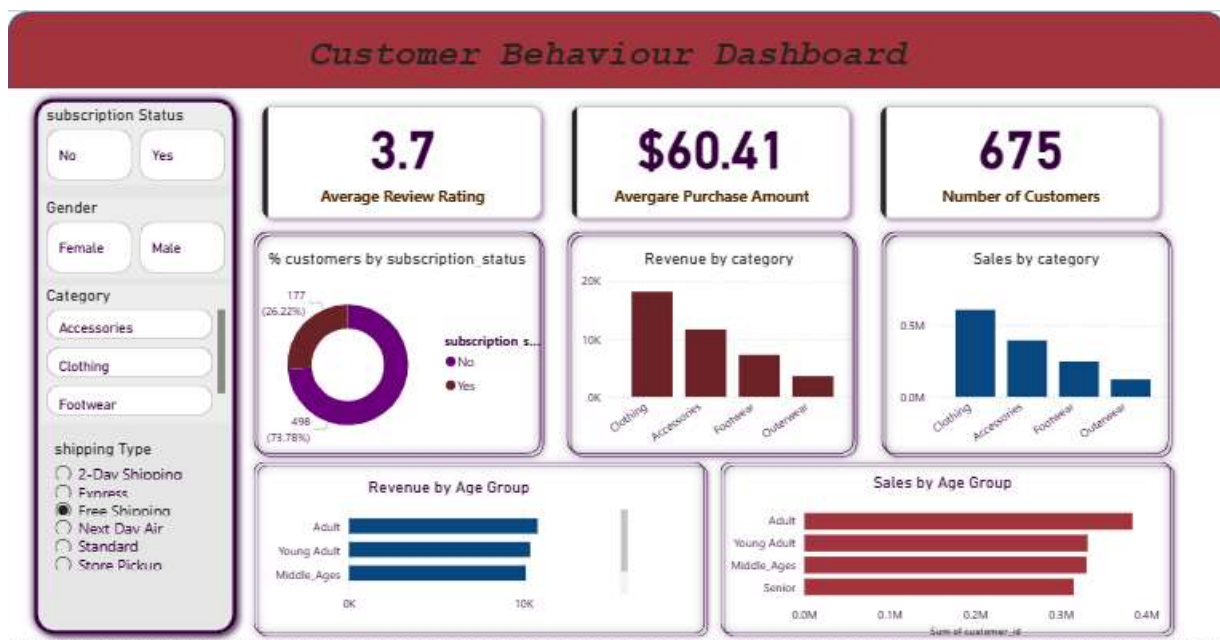 Customer Behaviour Dashboard
subscription Status
No
Yes
Gender
Female
Male
Category
Accessories
Clothing
Footwear
shipping Type
2-Day Shipping
Express
Free Shipping
Next Day Air
Standard
Store Pickup
3.7
Average Review Rating
$60.41
Avergare Purchase Amount
675
Number of Customers
% customers by subscription_status
177
(26.22%)
498
(73.78%)
subscription_s...
No
Yes
Revenue by category
20K
10K
0K
Clothing
Accessories
Footwear
Outerwear
Sales by category
0.5M
0.0M
Clothing
Accessories
Footwear
Outerwear
Revenue by Age Group
Adult
Young Adult
Middle_Ages
0K
10K
Sales by Age Group
Adult
Young Adult
Middle_Ages
Senior
0.0M
0.1M
0.2M
0.3M
0.4M
Sum of customer_id